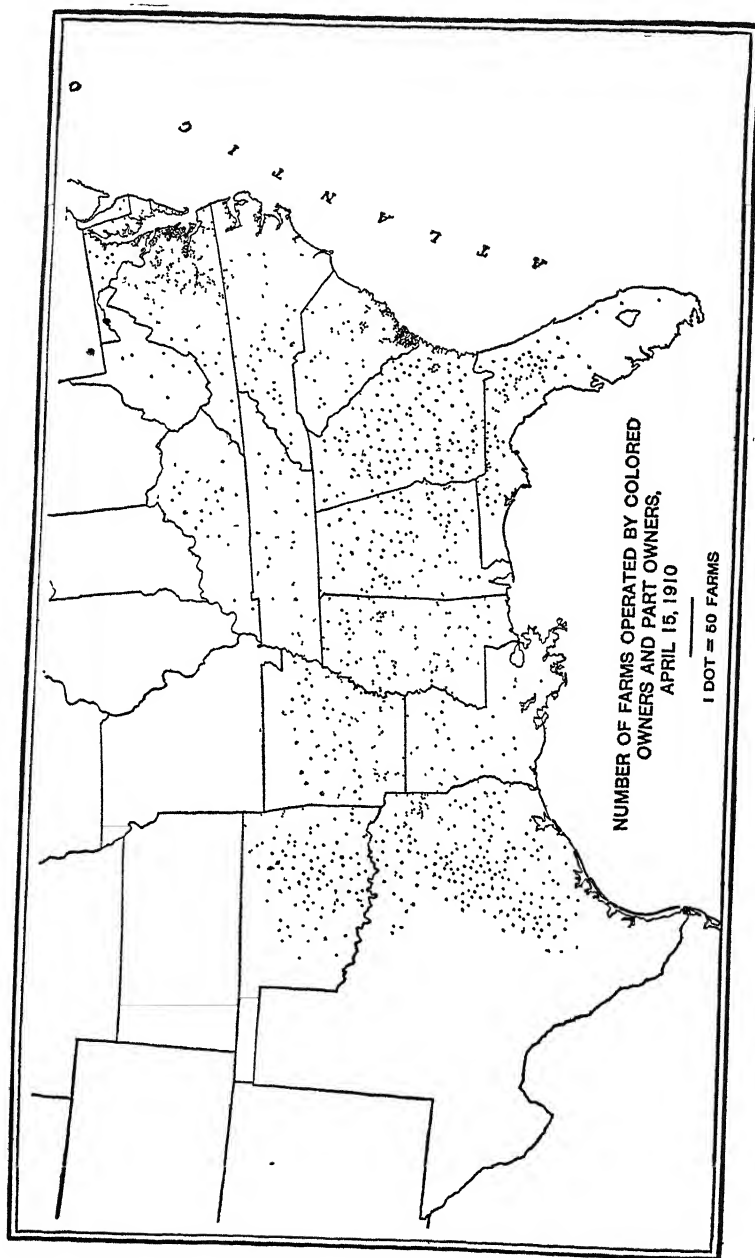 ATLANTIC O
NUMBER OF FARMS OPERATED BY COLORED
OWNERS AND PART OWNERS,
APRIL 15, 1910
1 DOT = 50 FARMS